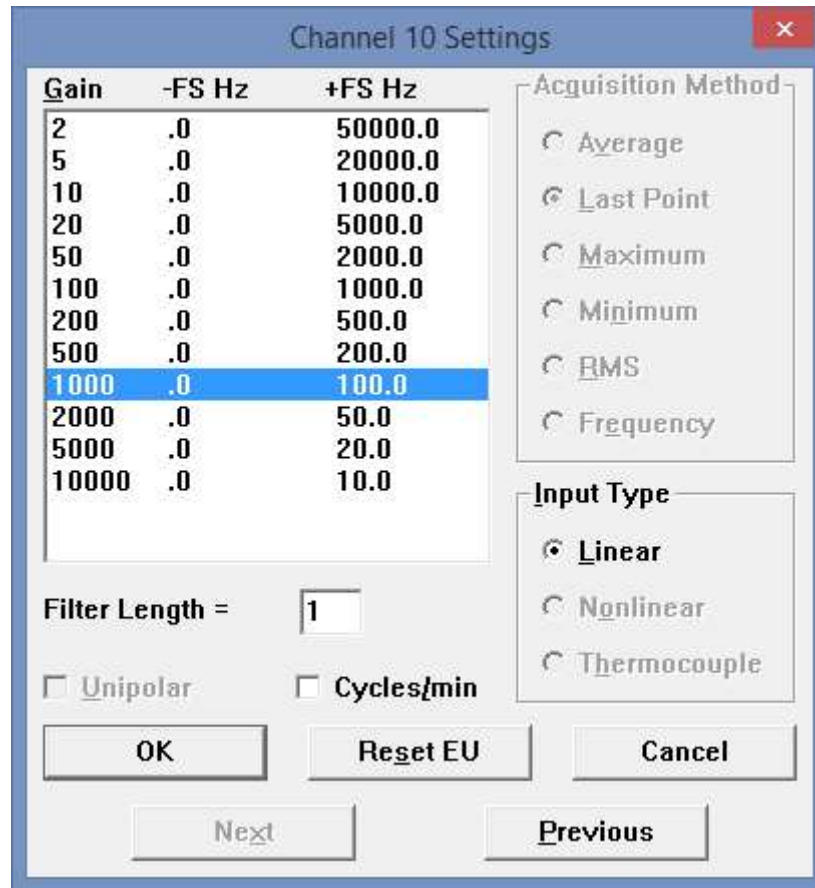 Channel 10 Settings
Gain -FS Hz +FS Hz
2 .0 50000.0
5 .0 20000.0
10 .0 10000.0
20 .0 5000.0
50 .0 2000.0
100 .0 1000.0
200 .0 500.0
500 .0 200.0
1000 .0 100.0
2000 .0 50.0
5000 .0 20.0
10000 .0 10.0
Filter Length = 1
Unipolar
Cycles/min
Acquisition Method
Average
Last Point
Maximum
Minimum
RMS
Frequency
Input Type
Linear
Nonlinear
Thermocouple
OK
Reset EU
Cancel
Next
Previous